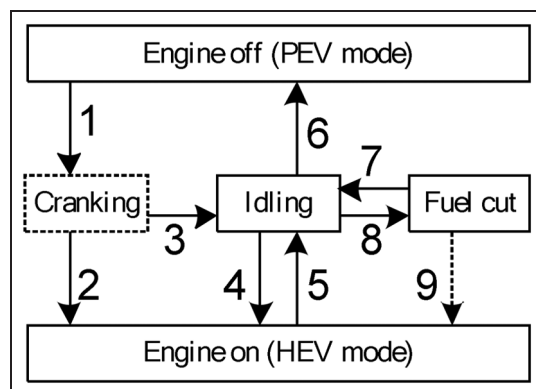 Engine off (PEV mode)
1
6
7
Cranking
3
Idling
8
Fuel cut
2
4
5
9
Engine on (HEV mode)